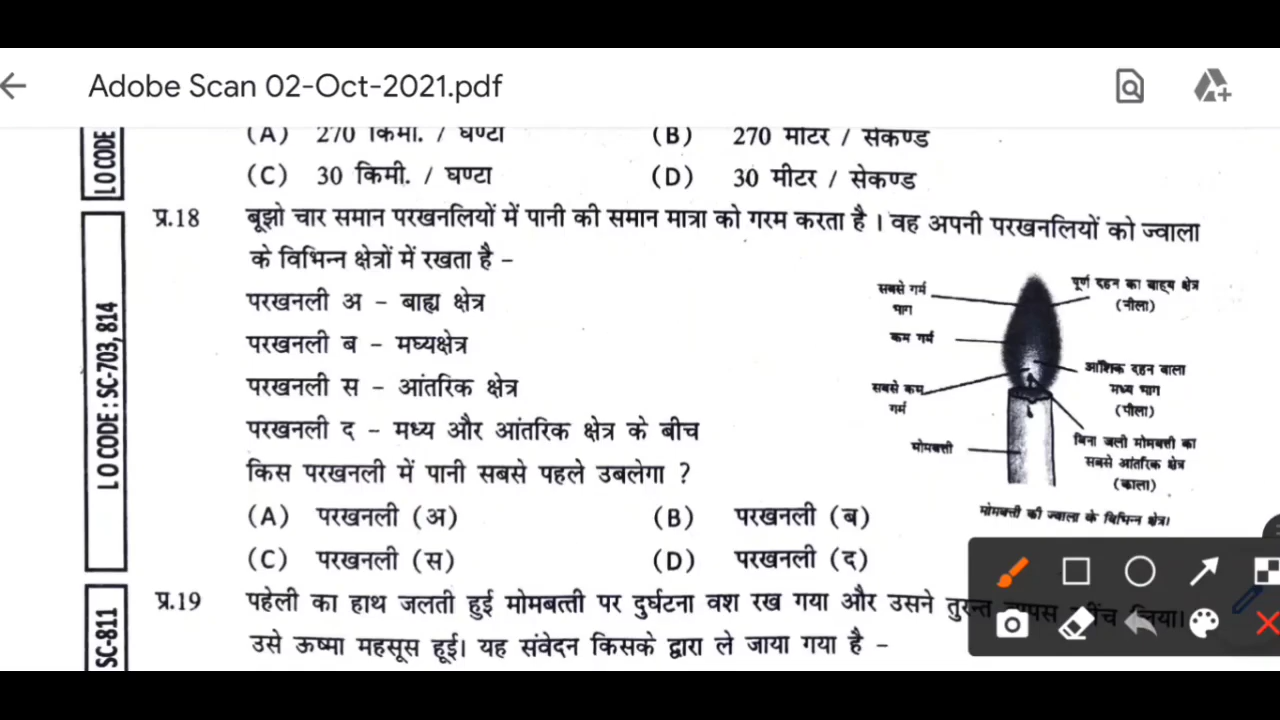 Adobe Scan 02-Oct-2021.pdf
LO CODE
(A) 270 किमी. / घण्टा (B) 270 मीटर / सेकण्ड
(C) 30 किमी. / घण्टा (D) 30 मीटर / सेकण्ड
LO CODE : SC-703, 814
प्र.18 बूझो चार समान परखनलियों में पानी की समान मात्रा को गरम करता है । वह अपनी परखनलियों को ज्वाला
के विभिन्न क्षेत्रों में रखता है –
परखनली अ – बाह्य क्षेत्र
परखनली ब – मध्यक्षेत्र
परखनली स – आंतरिक क्षेत्र
परखनली द – मध्य और आंतरिक क्षेत्र के बीच
किस परखनली में पानी सबसे पहले उबलेगा ?
सबसे गर्म
भाग
कम गर्म
सबसे कम
गर्म
मोमबत्ती
पूर्ण दहन का बाह्य क्षेत्र
(नीला)
आंशिक दहन वाला
मध्य भाग
(पीला)
बिना जली मोमबत्ती का
सबसे आंतरिक क्षेत्र
(काला)
मोमबत्ती की ज्वाला के विभिन्न क्षेत्र।
(A) परखनली (अ) (B) परखनली (ब)
(C) परखनली (स) (D) परखनली (द)
SC-811
प्र.19 पहेली का हाथ जलती हुई मोमबत्ती पर दुर्घटना वश रख गया और उसने तुरन्त
उसे ऊष्मा महसूस हूई। यह संवेदन किसके द्वारा ले जाया गया है –